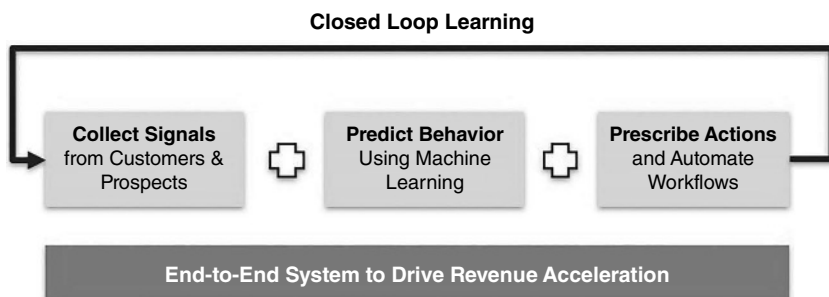 Closed Loop Learning
Collect Signals
from Customers &
Prospects
Predict Behavior
Using Machine
Learning
Prescribe Actions
and Automate
Workflows
End-to-End System to Drive Revenue Acceleration